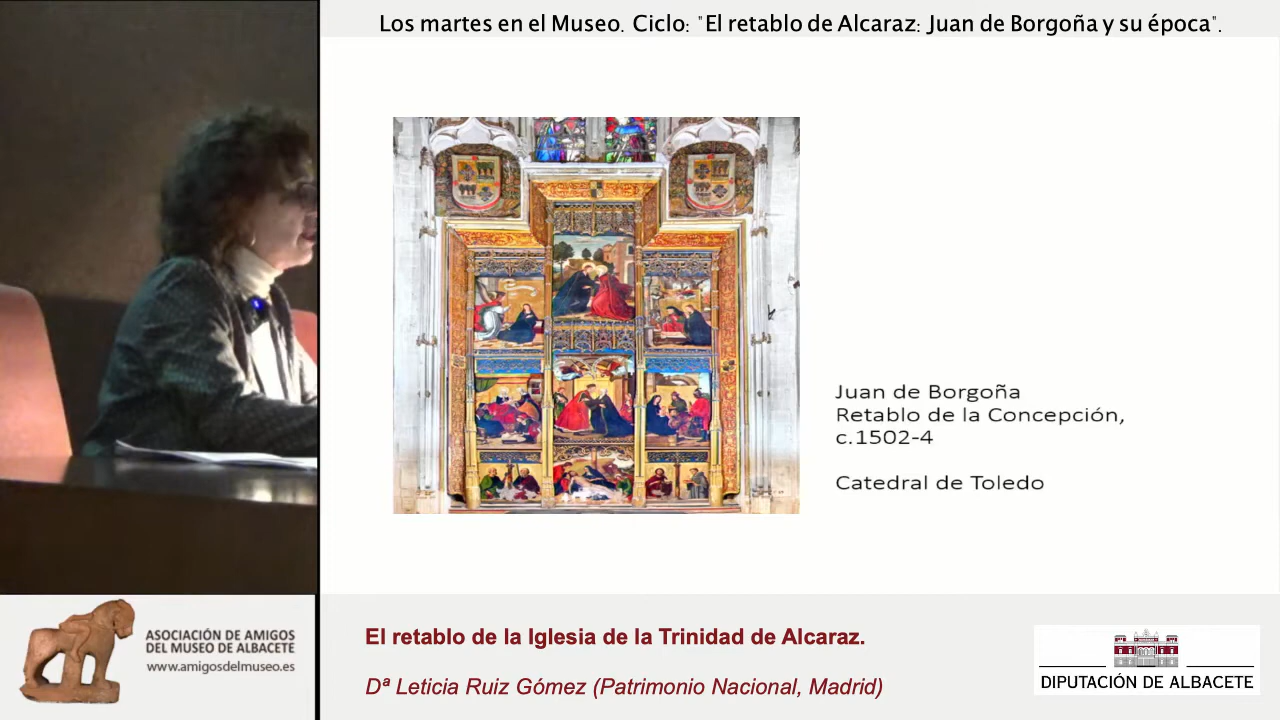 Los martes en el Museo. Ciclo: "El retablo de Alcaraz: Juan de Borgoña y su época".
Juan de Borgoña
Retablo de la Concepción,
c.1502-4
Catedral de Toledo
ASOCIACIÓN DE AMIGOS
DEL MUSEO DE ALBACETE
www.amigosdelmuseo.es
El retablo de la Iglesia de la Trinidad de Alcaraz.
Dª Leticia Ruiz Gómez (Patrimonio Nacional, Madrid)
DIPUTACIÓN DE ALBACETE